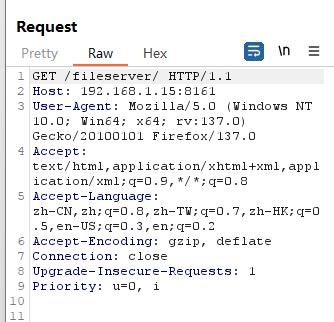 Request
Pretty Raw Hex \n
1 GET /fileserver/ HTTP/1.1
2 Host: 192.168.1.15:8161
3 User-Agent: Mozilla/5.0 (Windows NT
10.0; Win64; x64; rv:137.0)
Gecko/20100101 Firefox/137.0
4 Accept:
text/html,application/xhtml+xml,appl
ication/xml;q=0.9,*/*;q=0.8
5 Accept-Language:
zh-CN,zh;q=0.8,zh-TW;q=0.7,zh-HK;q=0
.5,en-US;q=0.3,en;q=0.2
6 Accept-Encoding: gzip, deflate
7 Connection: close
8 Upgrade-Insecure-Requests: 1
9 Priority: u=0, i
10
11